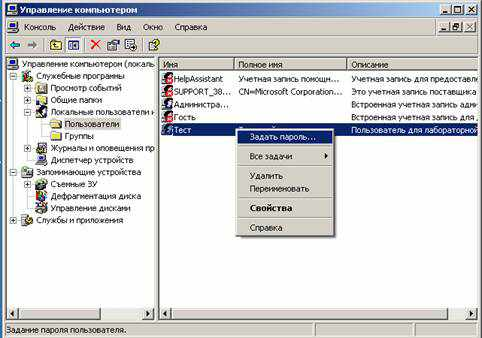 Управление компьютером
Консоль Действие Вид Окно Справка
Управление компьютером (локаль
Служебные программы
Просмотр событий
Общие папки
Локальные пользователи и
Пользователи
Группы
Журналы и оповещения пр
Диспетчер устройств
Запоминающие устройства
Съемные ЗУ
Дефрагментация диска
Управление дисками
Службы и приложения
Имя Полное имя Описание
HelpAssistant Учетная запись помощн... Учетная запись для предоставле
SUPPORT_38... CN=Microsoft Corporation... Это учетная запись поставщика
Администра... Встроенная учетная запись адм
Гость Встроенная учетная запись для
Тест Пользователь для лабораторной
Задать пароль...
Все задачи
Удалить
Переименовать
Свойства
Справка
Задание пароля пользователя.